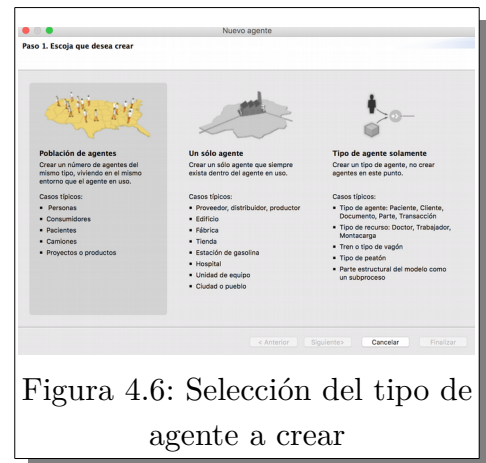 Nuevo agente
Paso 1. Escoja que desea crear
Población de agentes
Crear un número de agentes del
mismo tipo, viviendo en el mismo
entorno que el agente en uso.
Casos típicos:
▪ Personas
▪ Consumidores
▪ Pacientes
▪ Camiones
▪ Proyectos o productos
Un sólo agente
Crear un sólo agente que siempre
exista dentro del agente en uso.
Casos típicos:
▪ Proveedor, distribuidor, productor
▪ Edificio
▪ Fábrica
▪ Tienda
▪ Estación de gasolina
▪ Hospital
▪ Unidad de equipo
▪ Ciudad o pueblo
Tipo de agente solamente
Crear un tipo de agente, no crear
agentes en este punto.
Casos típicos:
▪ Tipo de agente: Paciente, Cliente,
Documento, Parte, Transacción
▪ Tipo de recurso: Doctor, Trabajador,
Montacarga
▪ Tren o tipo de vagón
▪ Tipo de peatón
▪ Parte estructural del modelo como
un subproceso
< Anterior Siguiente> Cancelar Finalizar
Figura 4.6: Selección del tipo de
agente a crear